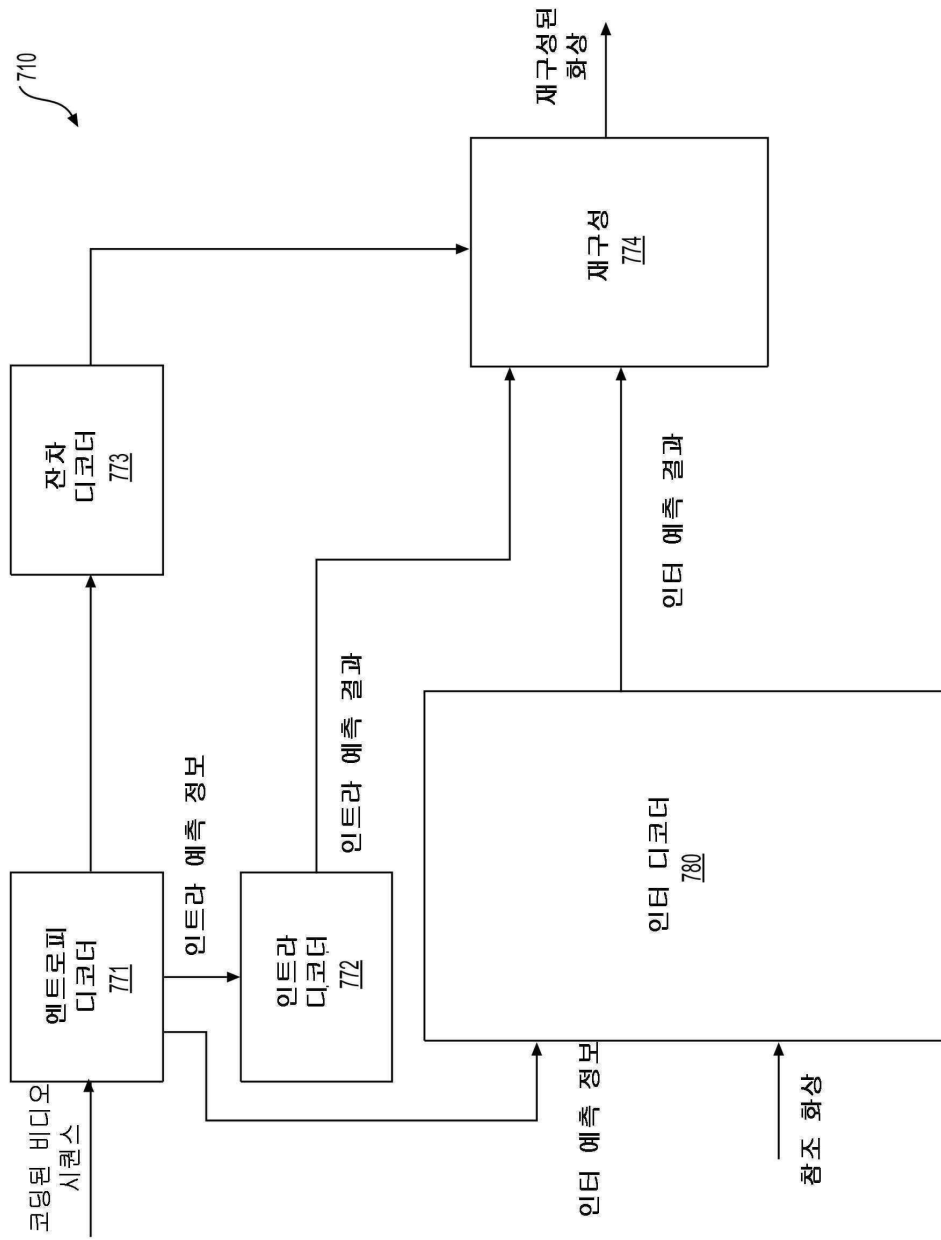 710
코딩된 비디오
시퀀스
엔트로피
디코더
771
잔차
디코더
773
인트라 예측 정보
인트라
디코더
772
인트라 예측 결과
재구성
774
재구성된
화상
인터 디코더
780
인터 예측 결과
인터 예측 정보
참조 화상